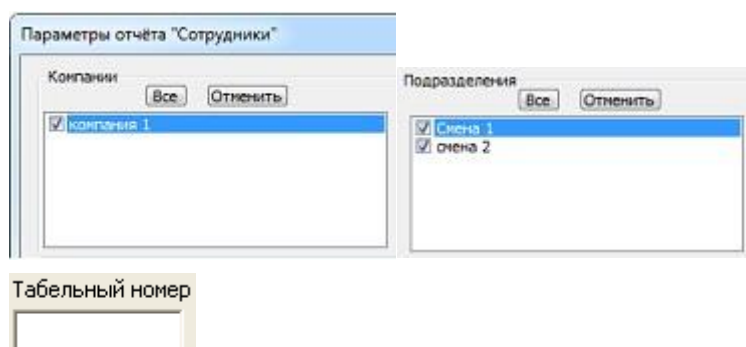 Параметры отчёта "Сотрудники"
Компании
Все Отменить
компания 1
Подразделения
Все Отменить
Смена 1
смена 2
Табельный номер